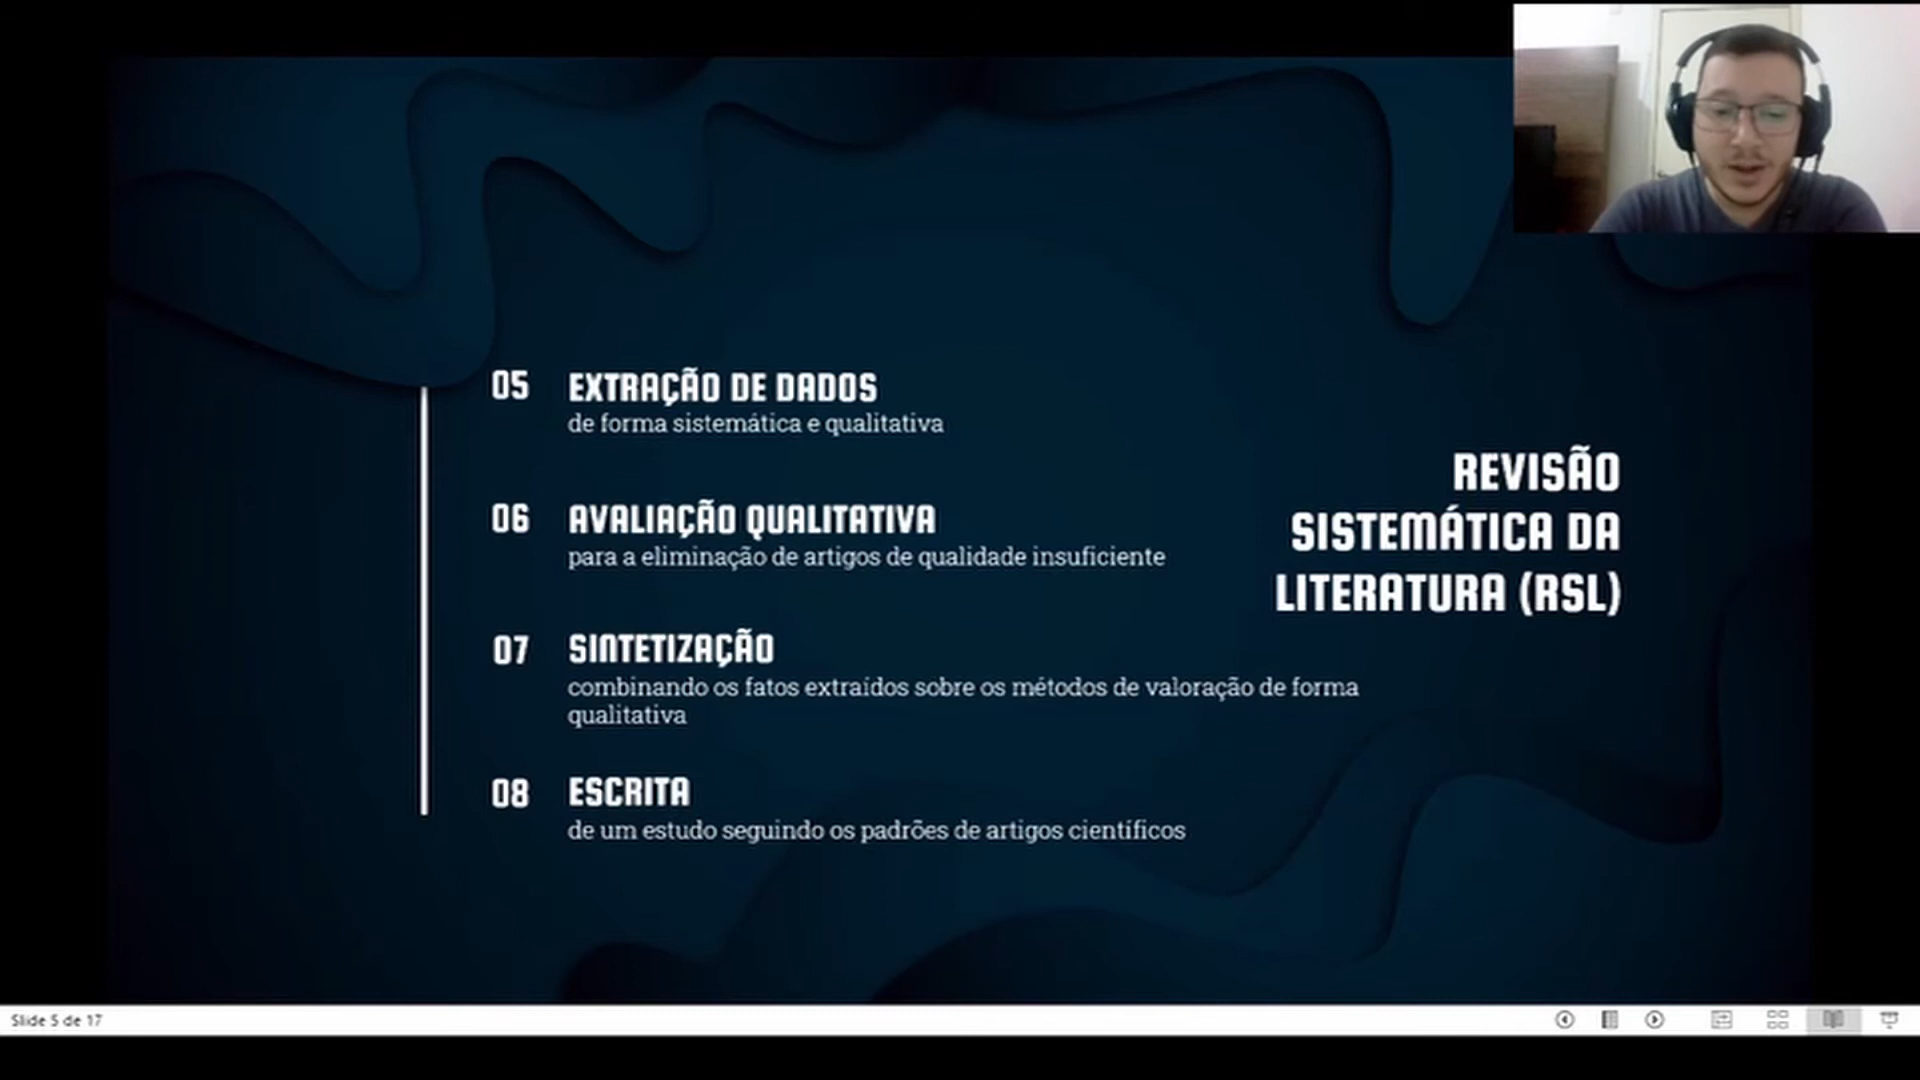 05 EXTRAÇÃO DE DADOS
de forma sistemática e qualitativa
06 AVALIAÇÃO QUALITATIVA
para a eliminação de artigos de qualidade insuficiente
07 SINTETIZAÇÃO
combinando os fatos extraídos sobre os métodos de valoração de forma
qualitativa
08 ESCRITA
de um estudo seguindo os padrões de artigos científicos
REVISÃO
SISTEMÁTICA DA
LITERATURA (RSL)
Slide 5 de 17